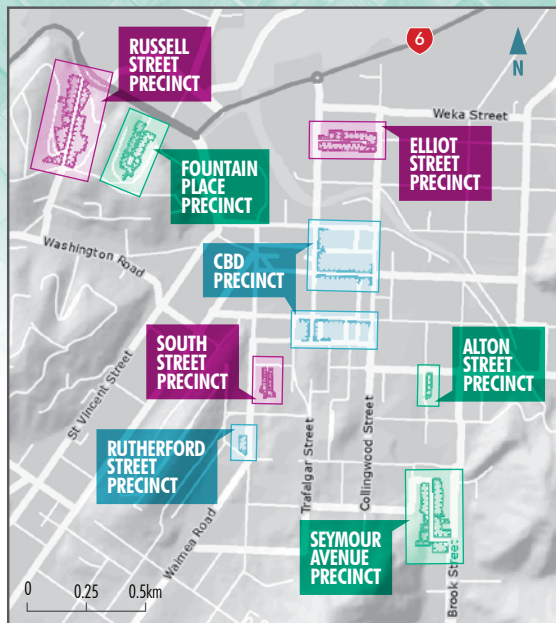 RUSSELL
STREET
PRECINCT
6
N
Weka Street
ELLIOT
STREET
PRECINCT
FOUNTAIN
PLACE
PRECINCT
Washington Road
CBD
PRECINCT
SOUTH
STREET
PRECINCT
ALTON
STREET
PRECINCT
St Vincent Street
RUTHERFORD
STREET
PRECINCT
Trafalgar Street
Collingwood Street
Waimea Road
SEYMOUR
AVENUE
PRECINCT
Brook Street
0 0.25 0.5km